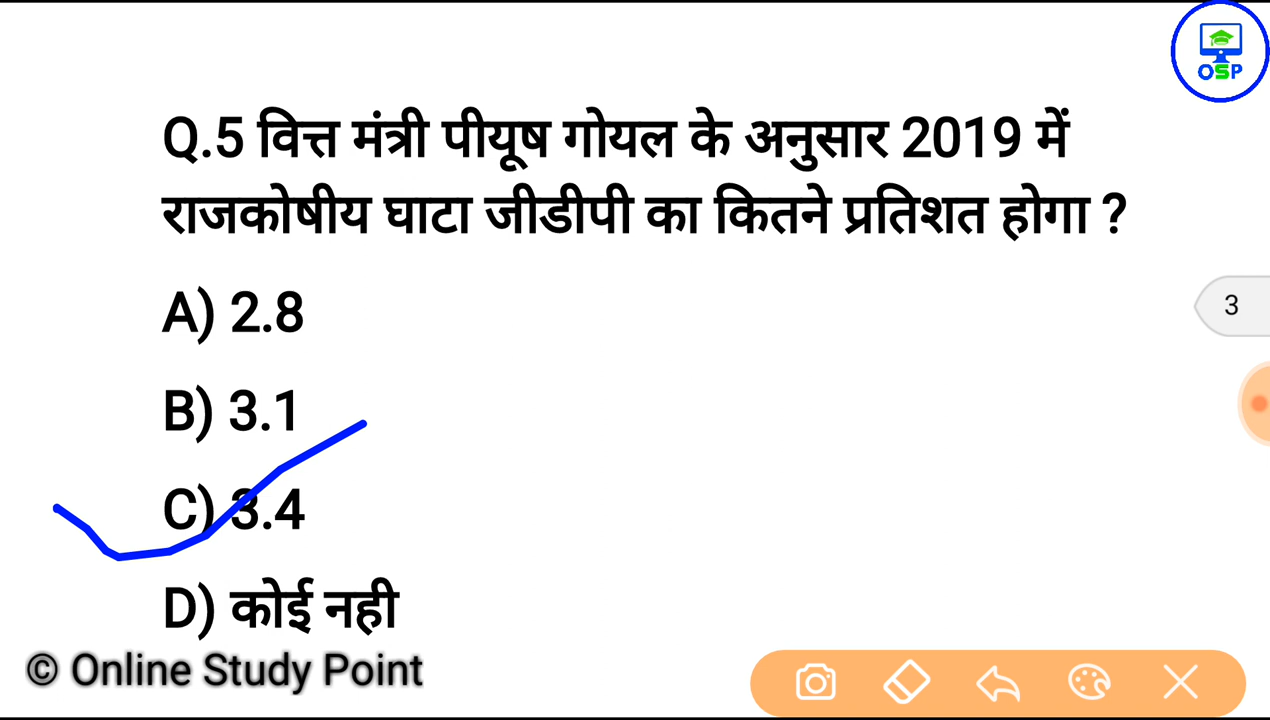 OSP
Q.5 वित्त मंत्री पीयूष गोयल के अनुसार 2019 में
राजकोषीय घाटा जीडीपी का कितने प्रतिशत होगा ?
A) 2.8
3
B) 3.1
C) 3.4
D) कोई नही
© Online Study Point